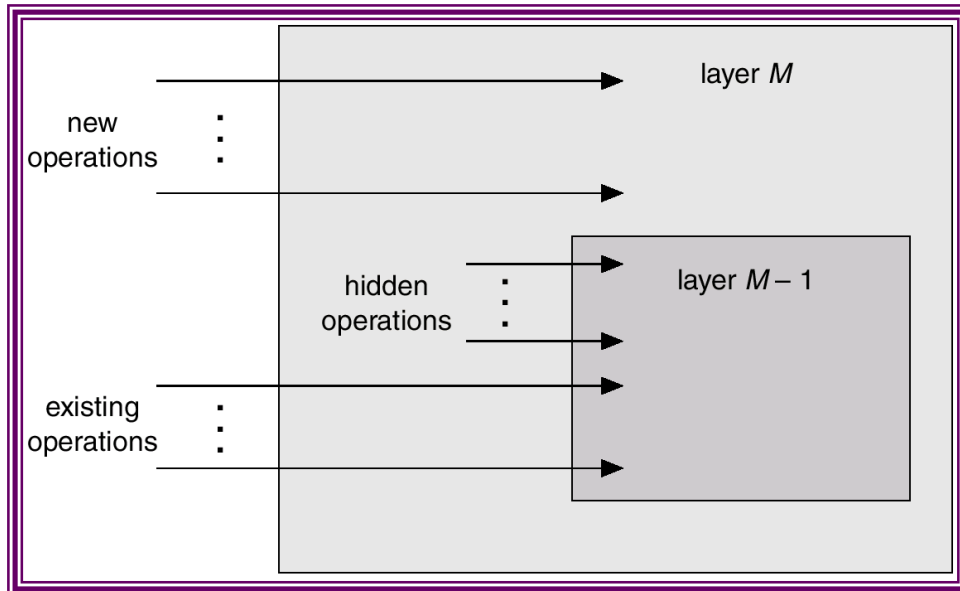 layer M
new
operations
hidden
operations
layer M – 1
existing
operations